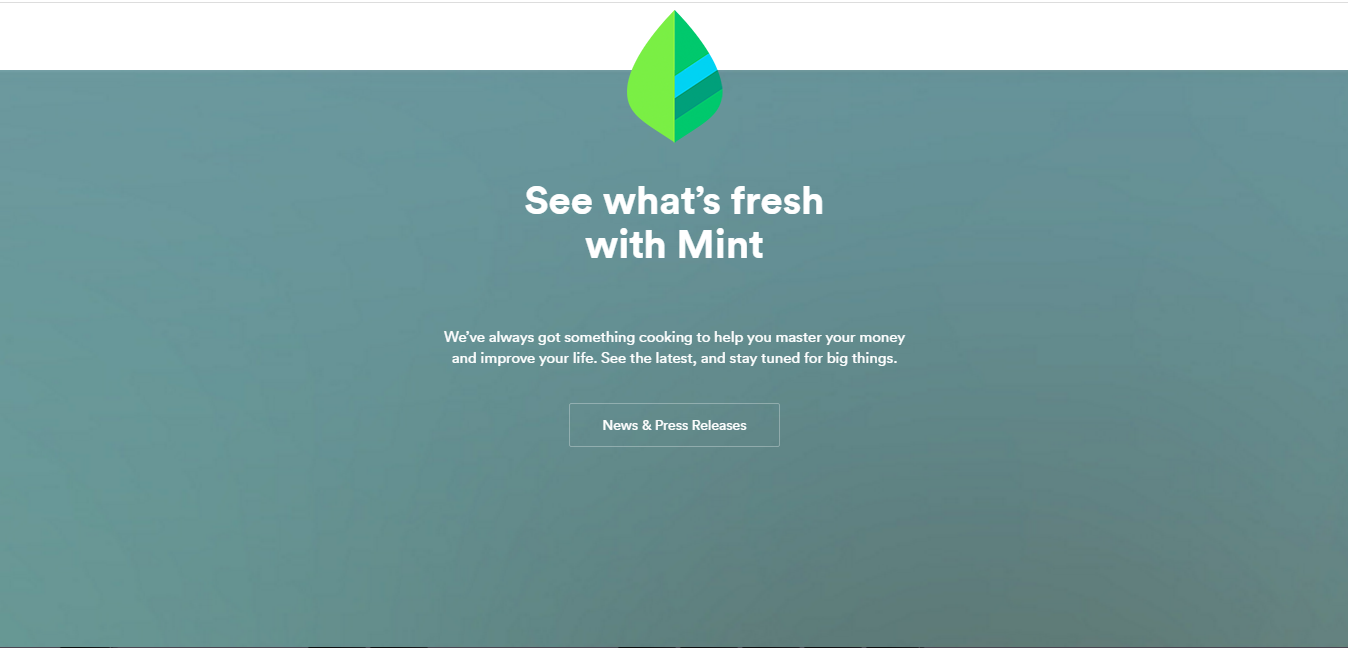 See what’s fresh
with Mint
We’ve always got something cooking to help you master your money
and improve your life. See the latest, and stay tuned for big things.
News & Press Releases